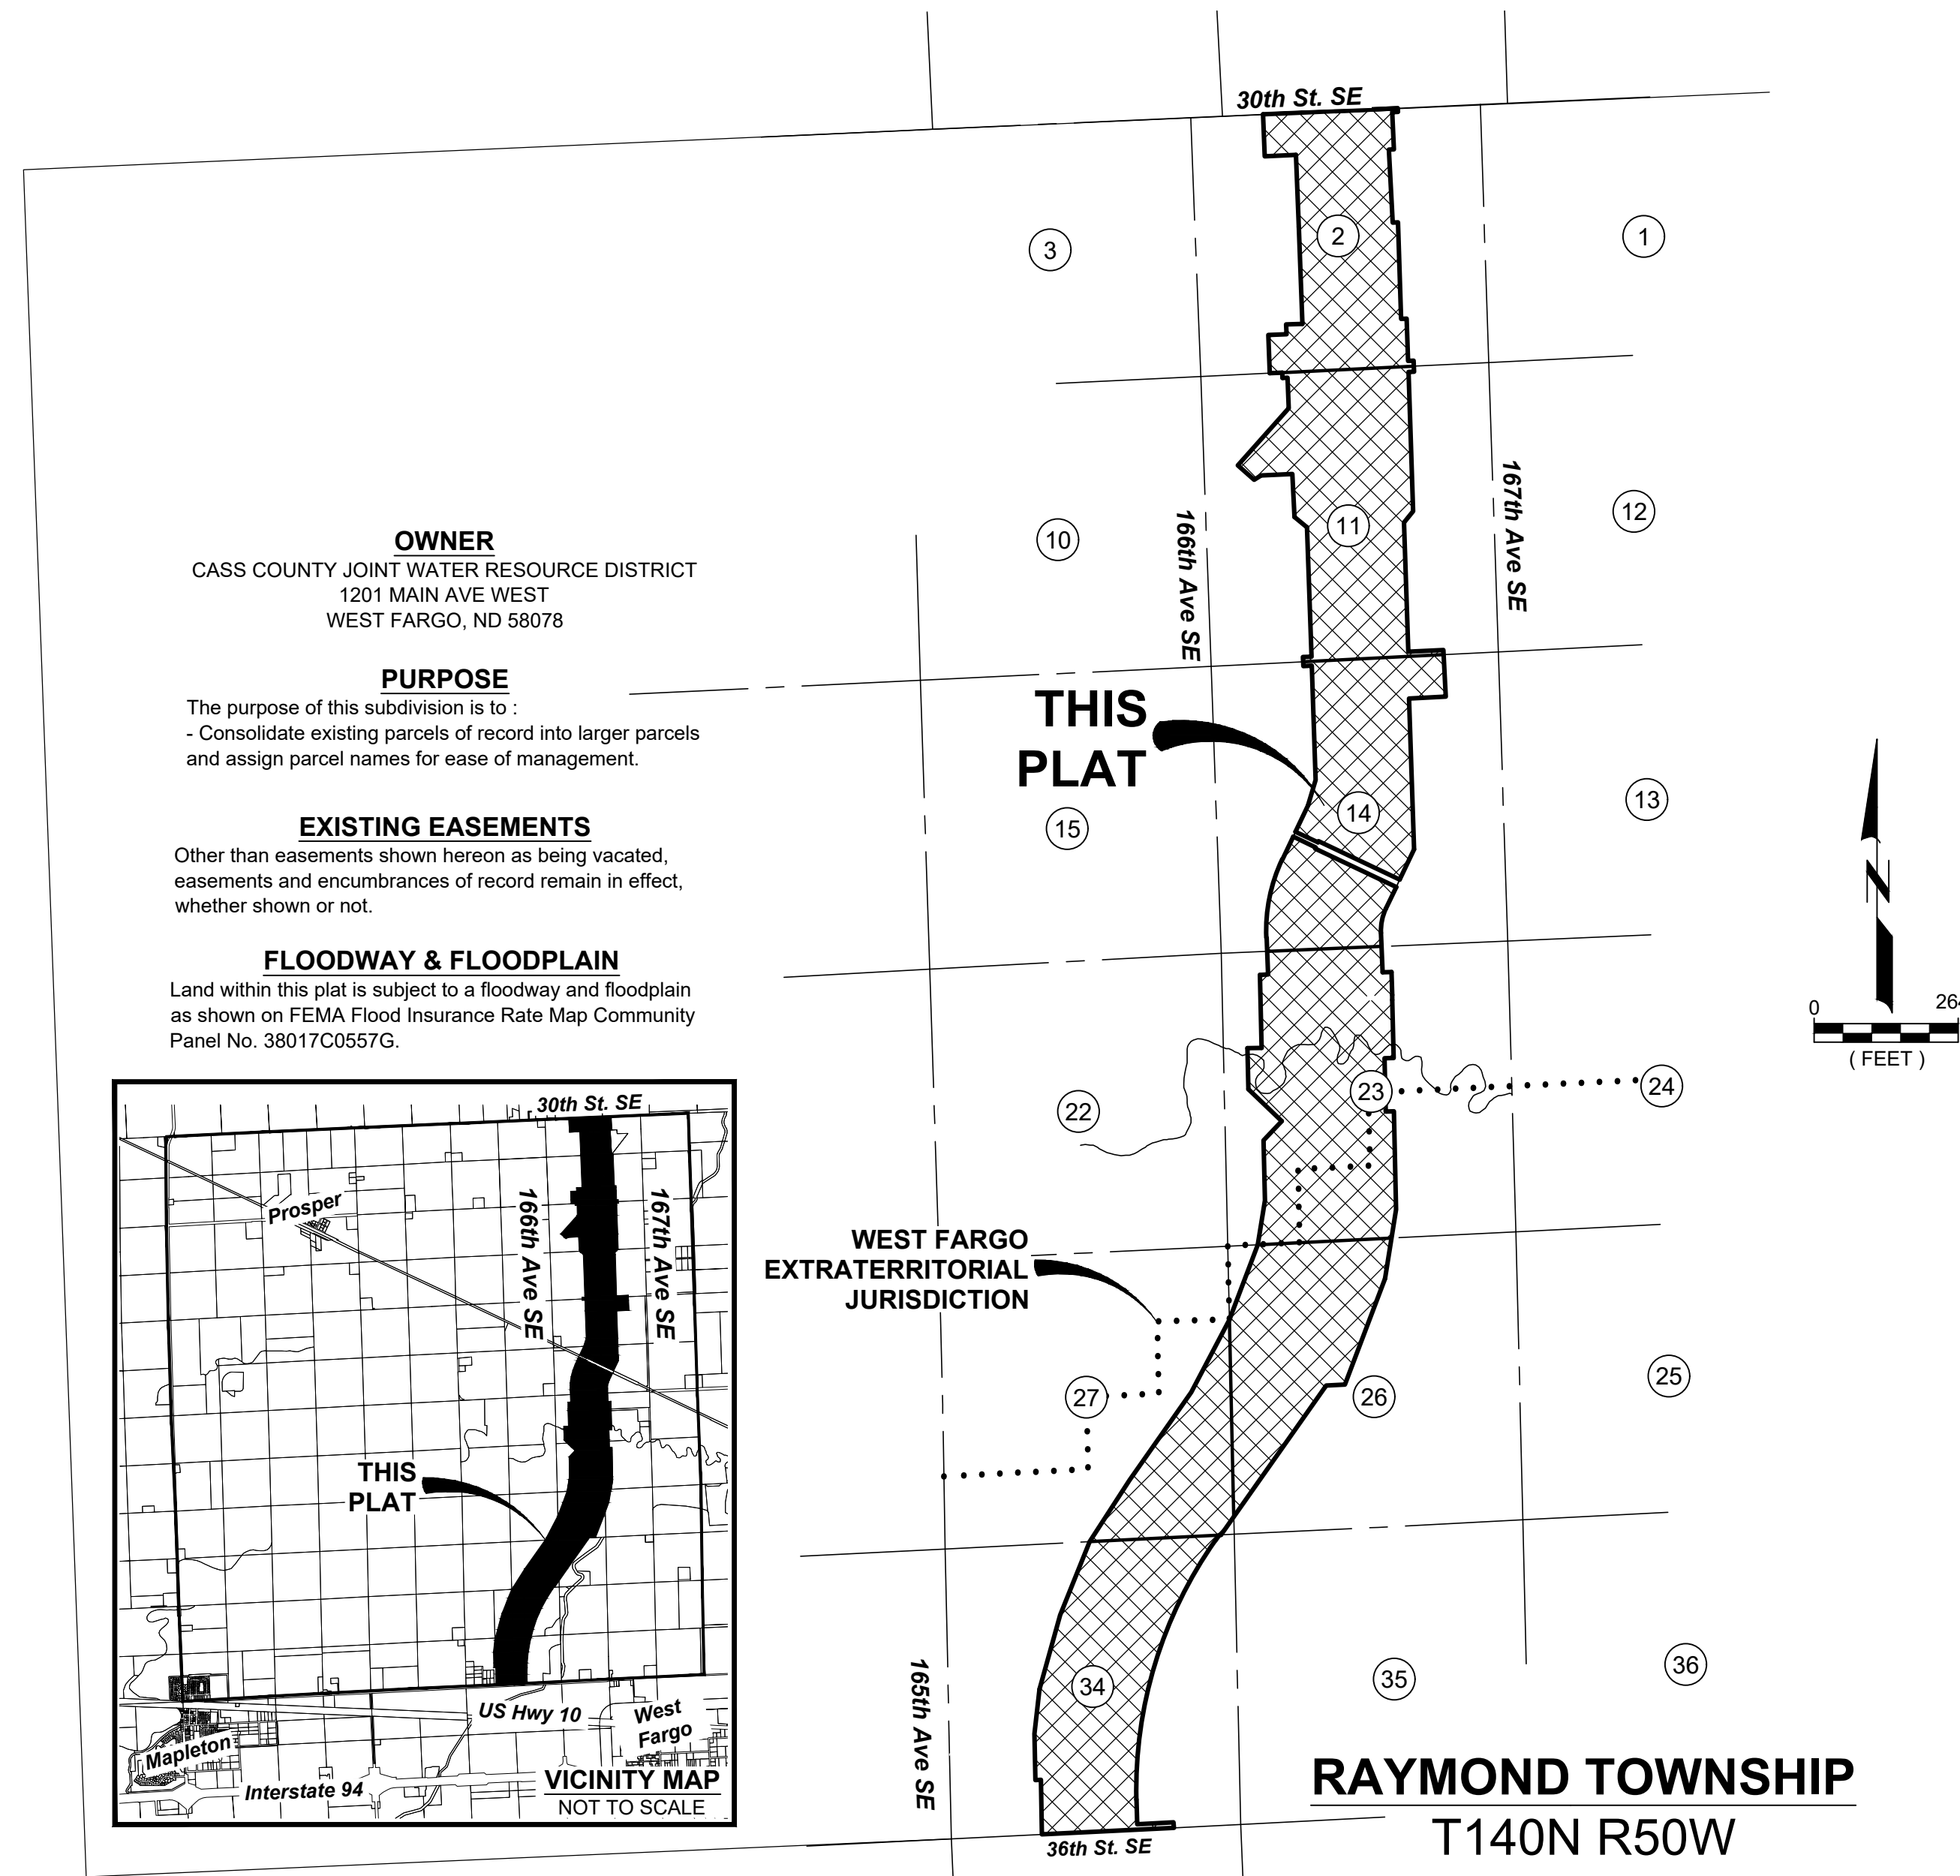 30th St. SE
3
2
1
OWNER
CASS COUNTY JOINT WATER RESOURCE DISTRICT
1201 MAIN AVE WEST
WEST FARGO, ND 58078
10
11
12
166th Ave SE
167th Ave SE
PURPOSE
The purpose of this subdivision is to :
- Consolidate existing parcels of record into larger parcels
and assign parcel names for ease of management.
THIS
PLAT
EXISTING EASEMENTS
Other than easements shown hereon as being vacated,
easements and encumbrances of record remain in effect,
whether shown or not.
15
14
13
N
FLOODWAY & FLOODPLAIN
Land within this plat is subject to a floodway and floodplain
as shown on FEMA Flood Insurance Rate Map Community
Panel No. 38017C0557G.
0
( FEET )
22
23
24
WEST FARGO
EXTRATERRITORIAL
JURISDICTION
27
26
25
165th Ave SE
34
35
36
36th St. SE
30th St. SE
Prosper
166th Ave SE
167th Ave SE
THIS
PLAT
US Hwy 10
West
Fargo
Mapleton
Interstate 94
VICINITY MAP
NOT TO SCALE
RAYMOND TOWNSHIP
T140N R50W